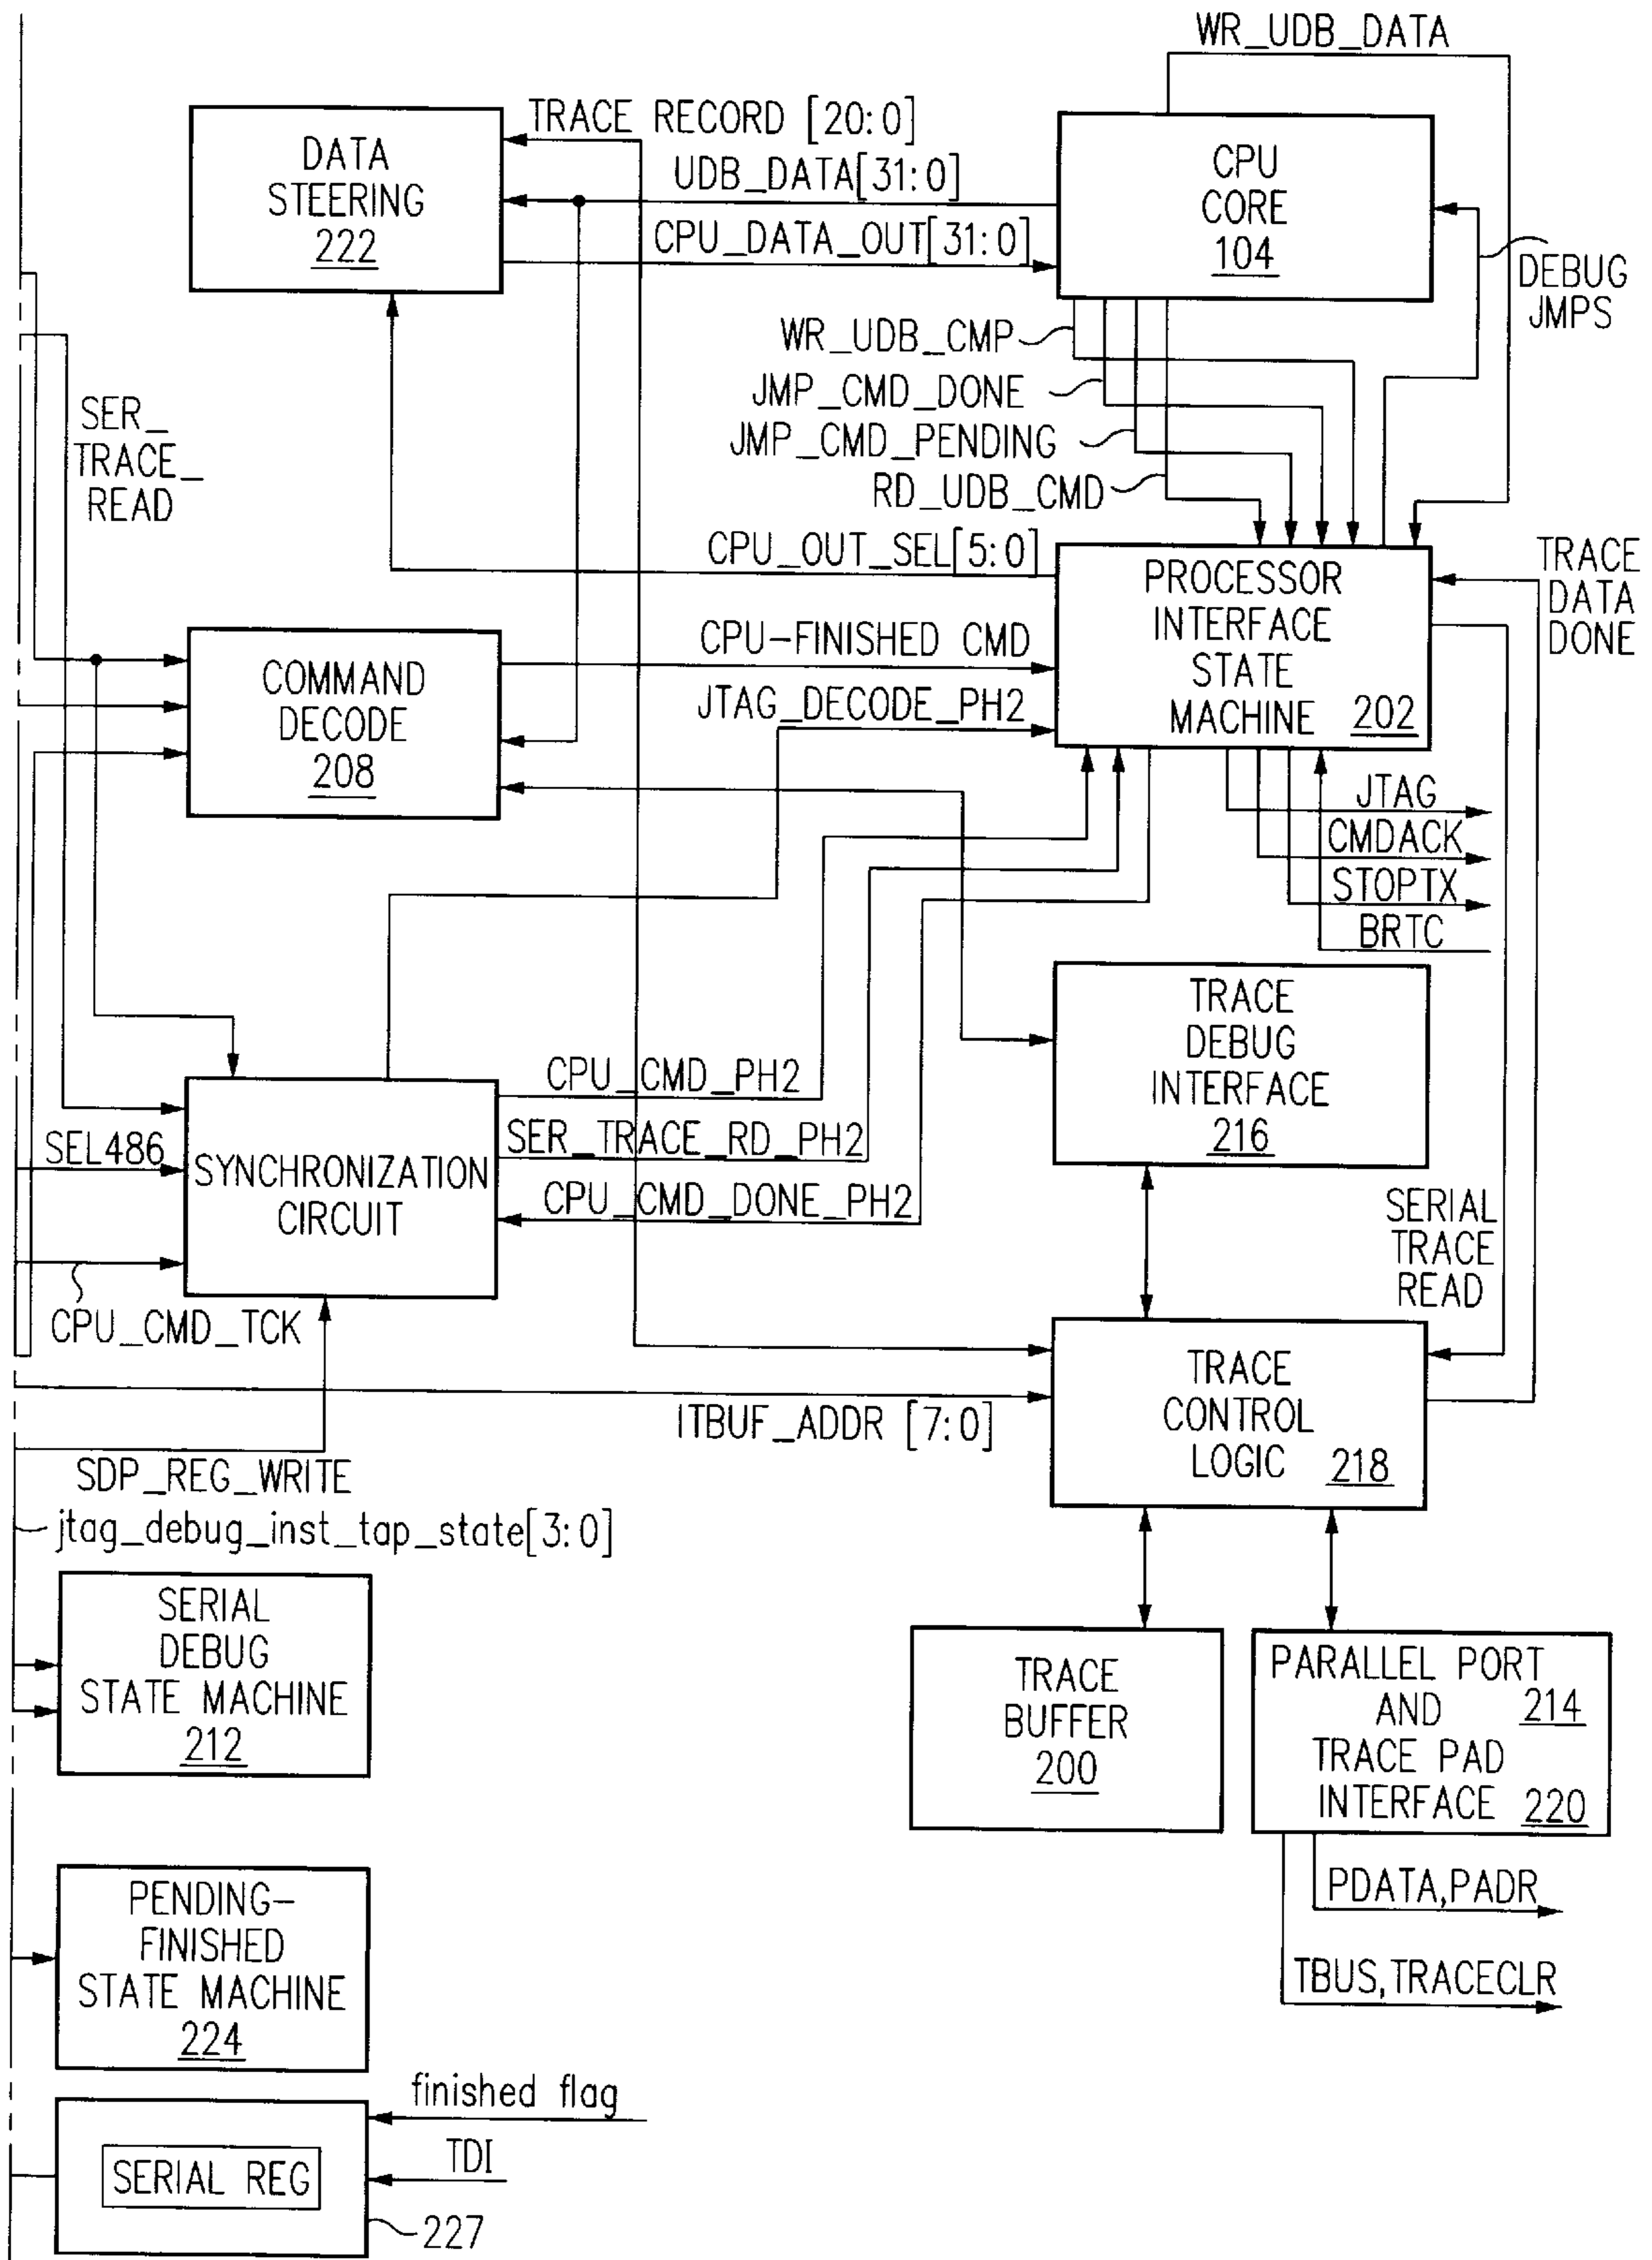 WR_UDB_DATA
TRACE RECORD [20:0]
DATA
STEERING
222
UDB_DATA[31:0]
CPU_DATA_OUT[31:0]
CPU
CORE
104
DEBUG
JMPS
WR_UDB_CMP
JMP_CMD_DONE
JMP_CMD_PENDING
RD_UDB_CMD
SER_
TRACE_
READ
CPU_OUT_SEL[5:0]
PROCESSOR
INTERFACE
STATE
MACHINE 202
TRACE
DATA
DONE
CPU-FINISHED CMD
COMMAND
DECODE
208
JTAG_DECODE_PH2
JTAG
CMDACK
STOPTX
BRTC
TRACE
DEBUG
INTERFACE
216
CPU_CMD_PH2
SER_TRACE_RD_PH2
CPU_CMD_DONE_PH2
SEL486
SYNCHRONIZATION
CIRCUIT
CPU_CMD_TCK
SERIAL
TRACE
READ
TRACE
CONTROL
LOGIC 218
ITBUF_ADDR [7:0]
SDP_REG_WRITE
jtag_debug_inst_tap_state[3:0]
SERIAL
DEBUG
STATE MACHINE
212
TRACE
BUFFER
200
PARALLEL PORT
AND 214
TRACE PAD
INTERFACE 220
PENDING-
FINISHED
STATE MACHINE
224
PDATA,PADR
TBUS,TRACECLR
finished flag
TDI
SERIAL REG
227